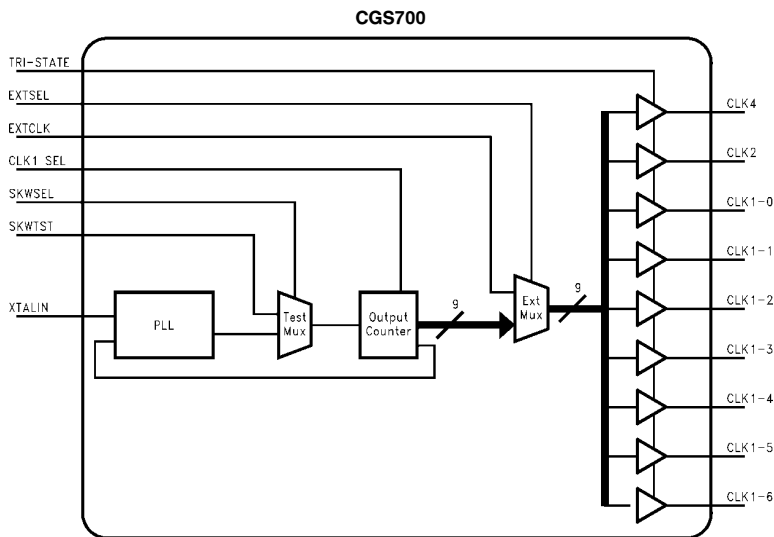 CGS700
TRI-STATE
EXTSEL
EXTCLK
CLK1 SEL
SKWSEL
SKWTST
XTALIN
PLL
Test
Mux
Output
Counter
9
Ext
Mux
9
CLK4
CLK2
CLK1-0
CLK1-1
CLK1-2
CLK1-3
CLK1-4
CLK1-5
CLK1-6